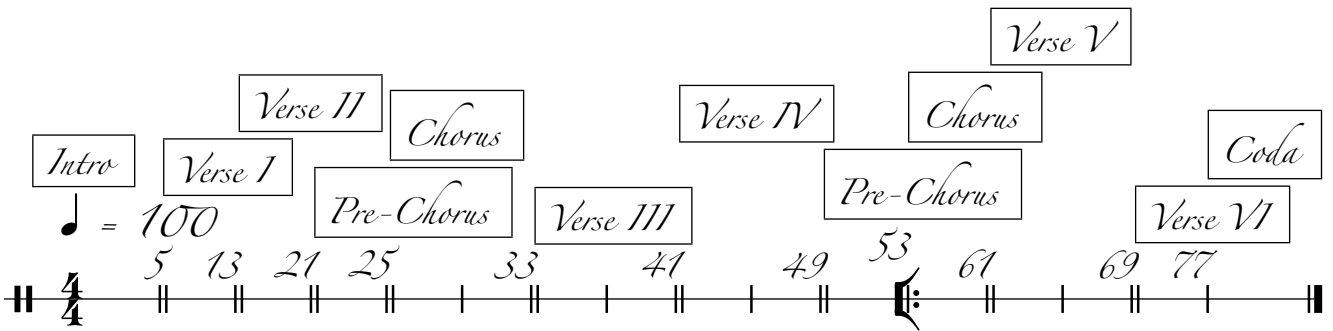 Verse V
Verse II
Chorus
Verse IV
Chorus
Coda
Intro
Verse I
Pre-Chorus
Verse III
Pre-Chorus
Verse VI
= 100
5 13 21 25 33 41 49 53 61 69 77
4
4